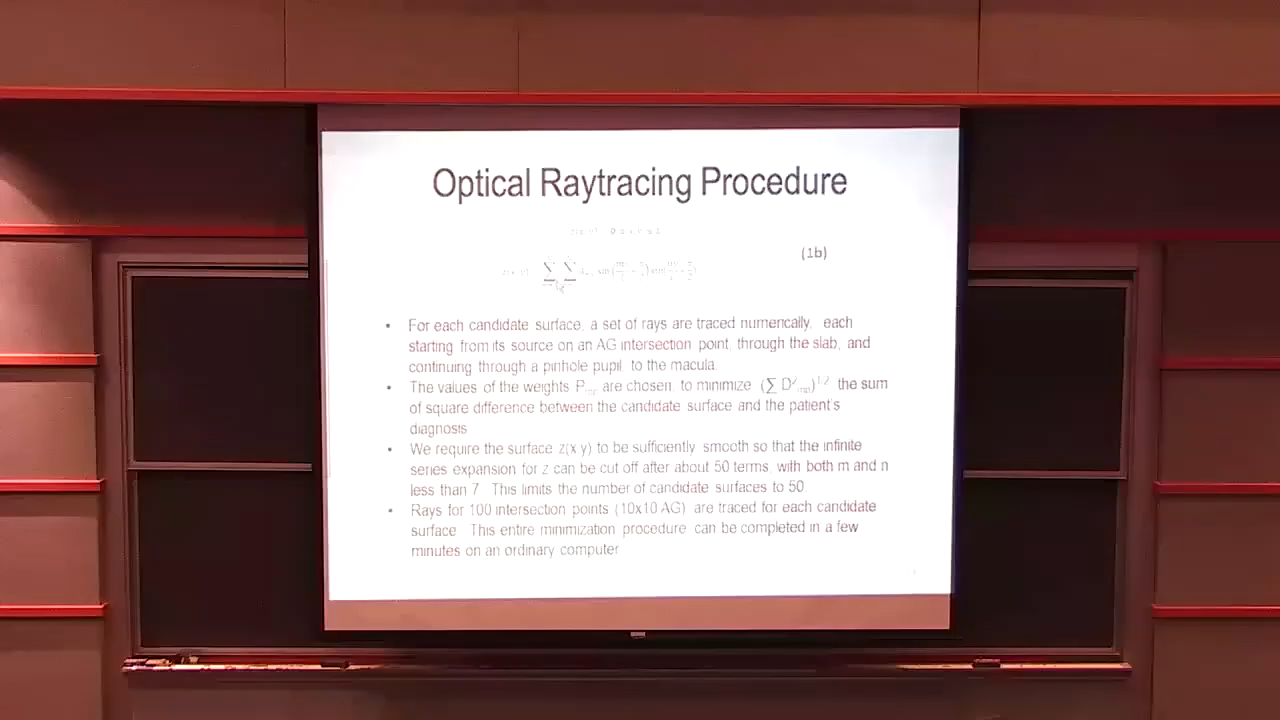 Optical Raytracing Procedure
(1b)
• For each candidate surface, a set of rays are traced numerically, each
starting from its source on an AG intersection point, through the slab, and
continuing through a pinhole pupil, to the macula.
• The values of the weights P_mn are chosen to minimize (∑ D²_mn)^1/2 the sum
of square difference between the candidate surface and the patient's
diagnosis
• We require the surface z(x y) to be sufficiently smooth so that the infinite
series expansion for z can be cut off after about 50 terms, with both m and n
less than 7 This limits the number of candidate surfaces to 50
• Rays for 100 intersection points (10x10 AG) are traced for each candidate
surface This entire minimization procedure can be completed in a few
minutes on an ordinary computer